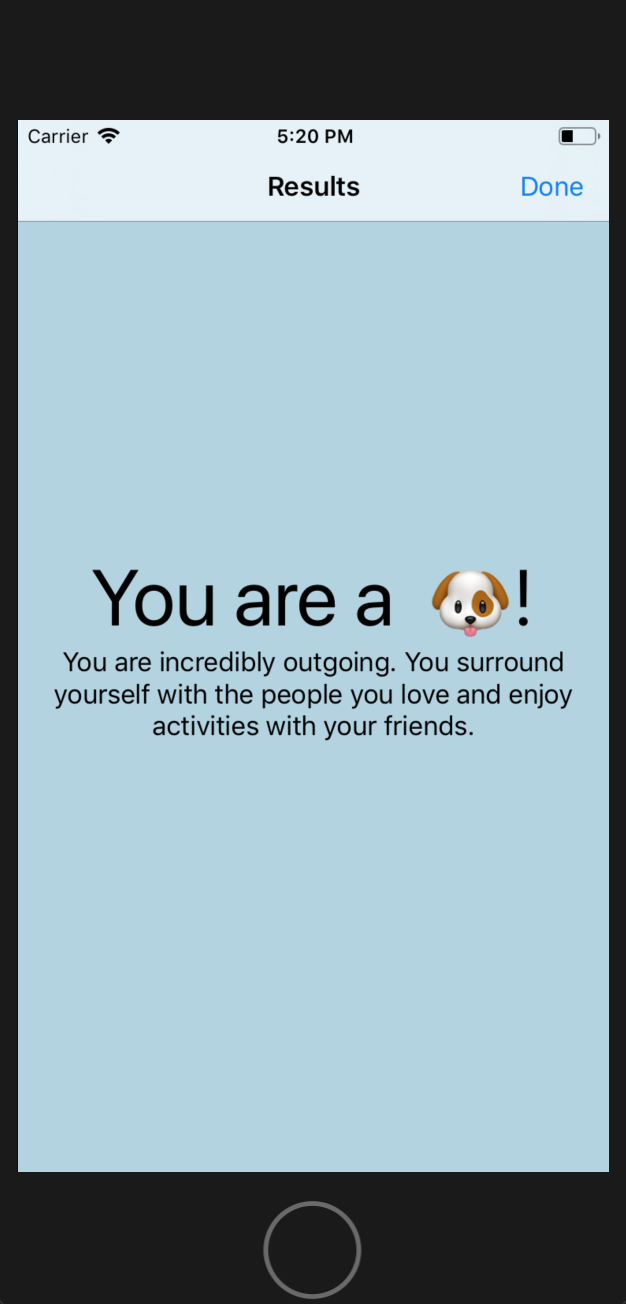 Carrier 5:20 PM
Results Done
You are a 🐶!
You are incredibly outgoing. You surround
yourself with the people you love and enjoy
activities with your friends.